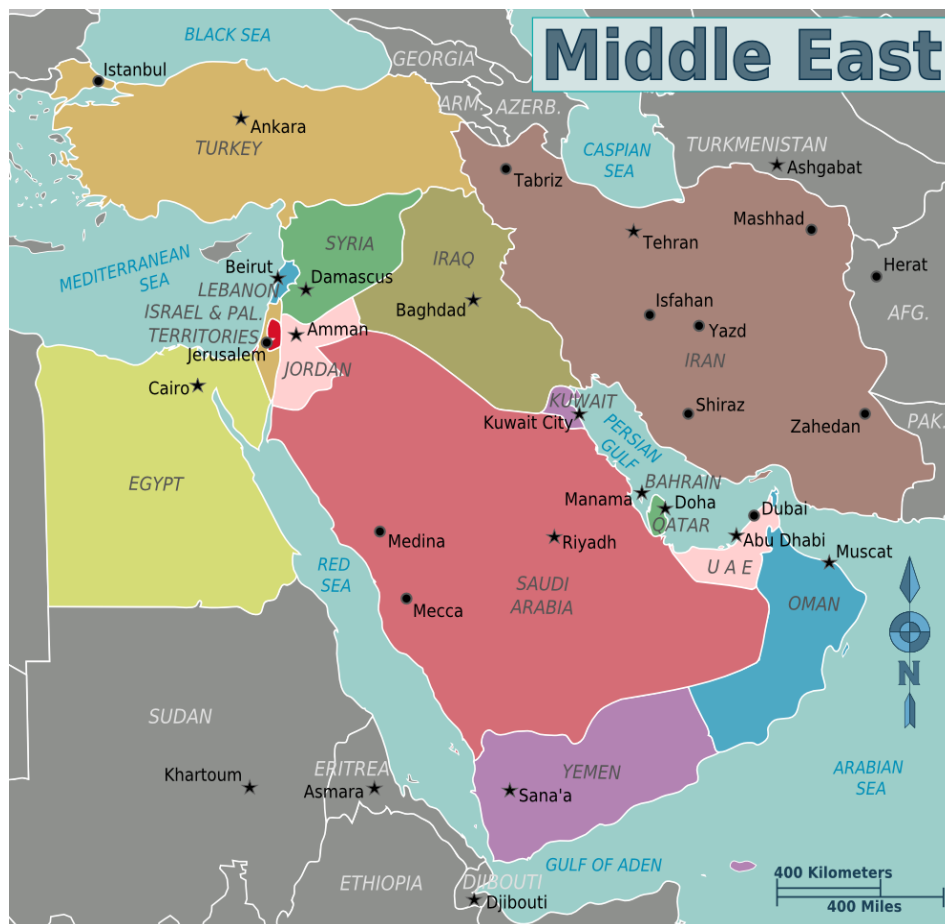 Middle East
BLACK SEA
GEORGIA
Istanbul
ARM.
AZERB.
Ankara
TURKEY
CASPIAN
SEA
TURKMENISTAN
Ashgabat
Tabriz
Mashhad
Tehran
SYRIA
IRAQ
Herat
MEDITERRANEAN
SEA
Beirut
LEBANON
Damascus
Baghdad
Isfahan
Yazd
AFG.
ISRAEL & PAL.
TERRITORIES
Amman
Jerusalem
JORDAN
IRAN
Cairo
KUWAIT
Kuwait City
Shiraz
Zahedan
PAK.
PERSIAN
GULF
EGYPT
BAHRAIN
Manama
Doha
QATAR
Dubai
Abu Dhabi
Medina
Riyadh
Muscat
RED
SEA
U A E
SAUDI
ARABIA
Mecca
OMAN
N
SUDAN
Khartoum
ERITREA
Asmara
YEMEN
Sana'a
ARABIAN
SEA
GULF OF ADEN
ETHIOPIA
DJIBOUTI
Djibouti
400 Kilometers
400 Miles